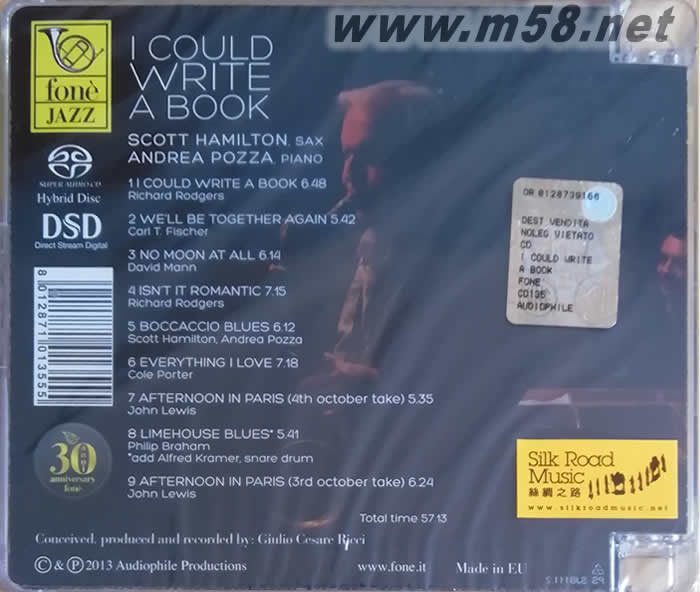 www.m58.net
I COULD
WRITE
A BOOK
fonè
JAZZ
SCOTT HAMILTON, SAX
ANDREA POZZA, PIANO
SUPER AUDIO CD
Hybrid Disc
DSD
Direct Stream Digital
1 I COULD WRITE A BOOK 6.48
Richard Rodgers
2 WE'LL BE TOGETHER AGAIN 5.42
Carl T. Fischer
3 NO MOON AT ALL 6.14
David Mann
4 ISN'T IT ROMANTIC 7.15
Richard Rodgers
5 BOCCACCIO BLUES 6.12
Scott Hamilton, Andrea Pozza
6 EVERYTHING I LOVE 7.18
Cole Porter
7 AFTERNOON IN PARIS (4th october take) 5.35
John Lewis
8 LIMEHOUSE BLUES* 5.41
Philip Braham
*add Alfred Kramer, snare drum
9 AFTERNOON IN PARIS (3rd october take) 6.24
John Lewis
Total time 57.13
8 012871 013555
30
anniversary
fonè
DR 0128739166
DEST VENDITA
NOLEG VIETATO
CD
I COULD WRITE
A BOOK
FONE'
CD135
AUDIOPHILE
Silk Road
Music
絲綢之路
www.silkroadmusic.net
Conceived, produced and recorded by: Giulio Cesare Ricci
© & ℗ 2013 Audiophile Productions
www.fone.it
Made in EU